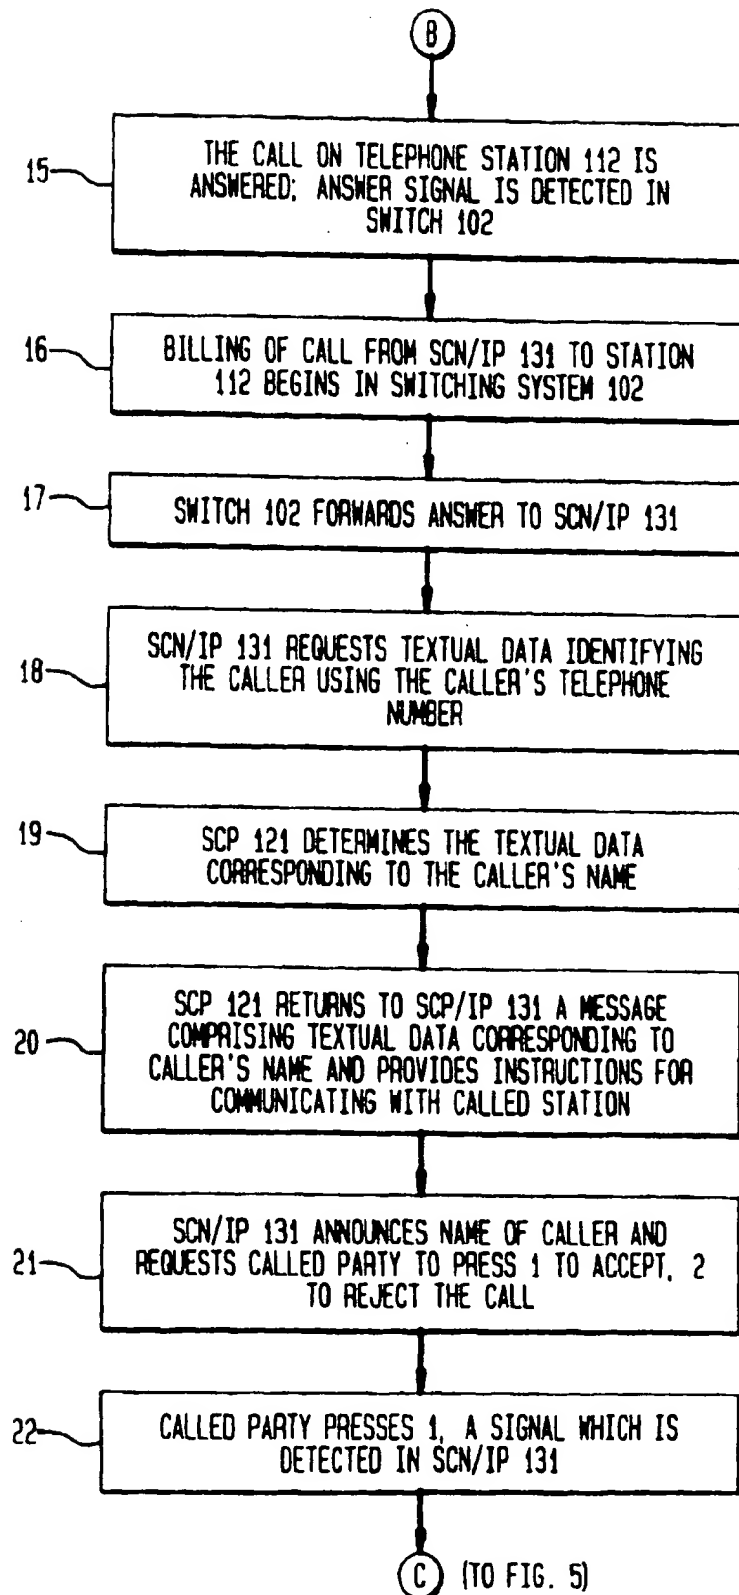 B
15
THE CALL ON TELEPHONE STATION 112 IS
ANSWERED; ANSWER SIGNAL IS DETECTED IN
SWITCH 102
16
BILLING OF CALL FROM SCN/IP 131 TO STATION
112 BEGINS IN SWITCHING SYSTEM 102
17
SWITCH 102 FORWARDS ANSWER TO SCN/IP 131
18
SCN/IP 131 REQUESTS TEXTUAL DATA IDENTIFYING
THE CALLER USING THE CALLER'S TELEPHONE
NUMBER
19
SCP 121 DETERMINES THE TEXTUAL DATA
CORRESPONDING TO THE CALLER'S NAME
20
SCP 121 RETURNS TO SCP/IP 131 A MESSAGE
COMPRISING TEXTUAL DATA CORRESPONDING TO
CALLER'S NAME AND PROVIDES INSTRUCTIONS FOR
COMMUNICATING WITH CALLED STATION
21
SCN/IP 131 ANNOUNCES NAME OF CALLER AND
REQUESTS CALLED PARTY TO PRESS 1 TO ACCEPT, 2
TO REJECT THE CALL
22
CALLED PARTY PRESSES 1, A SIGNAL WHICH IS
DETECTED IN SCN/IP 131
C (TO FIG. 5)